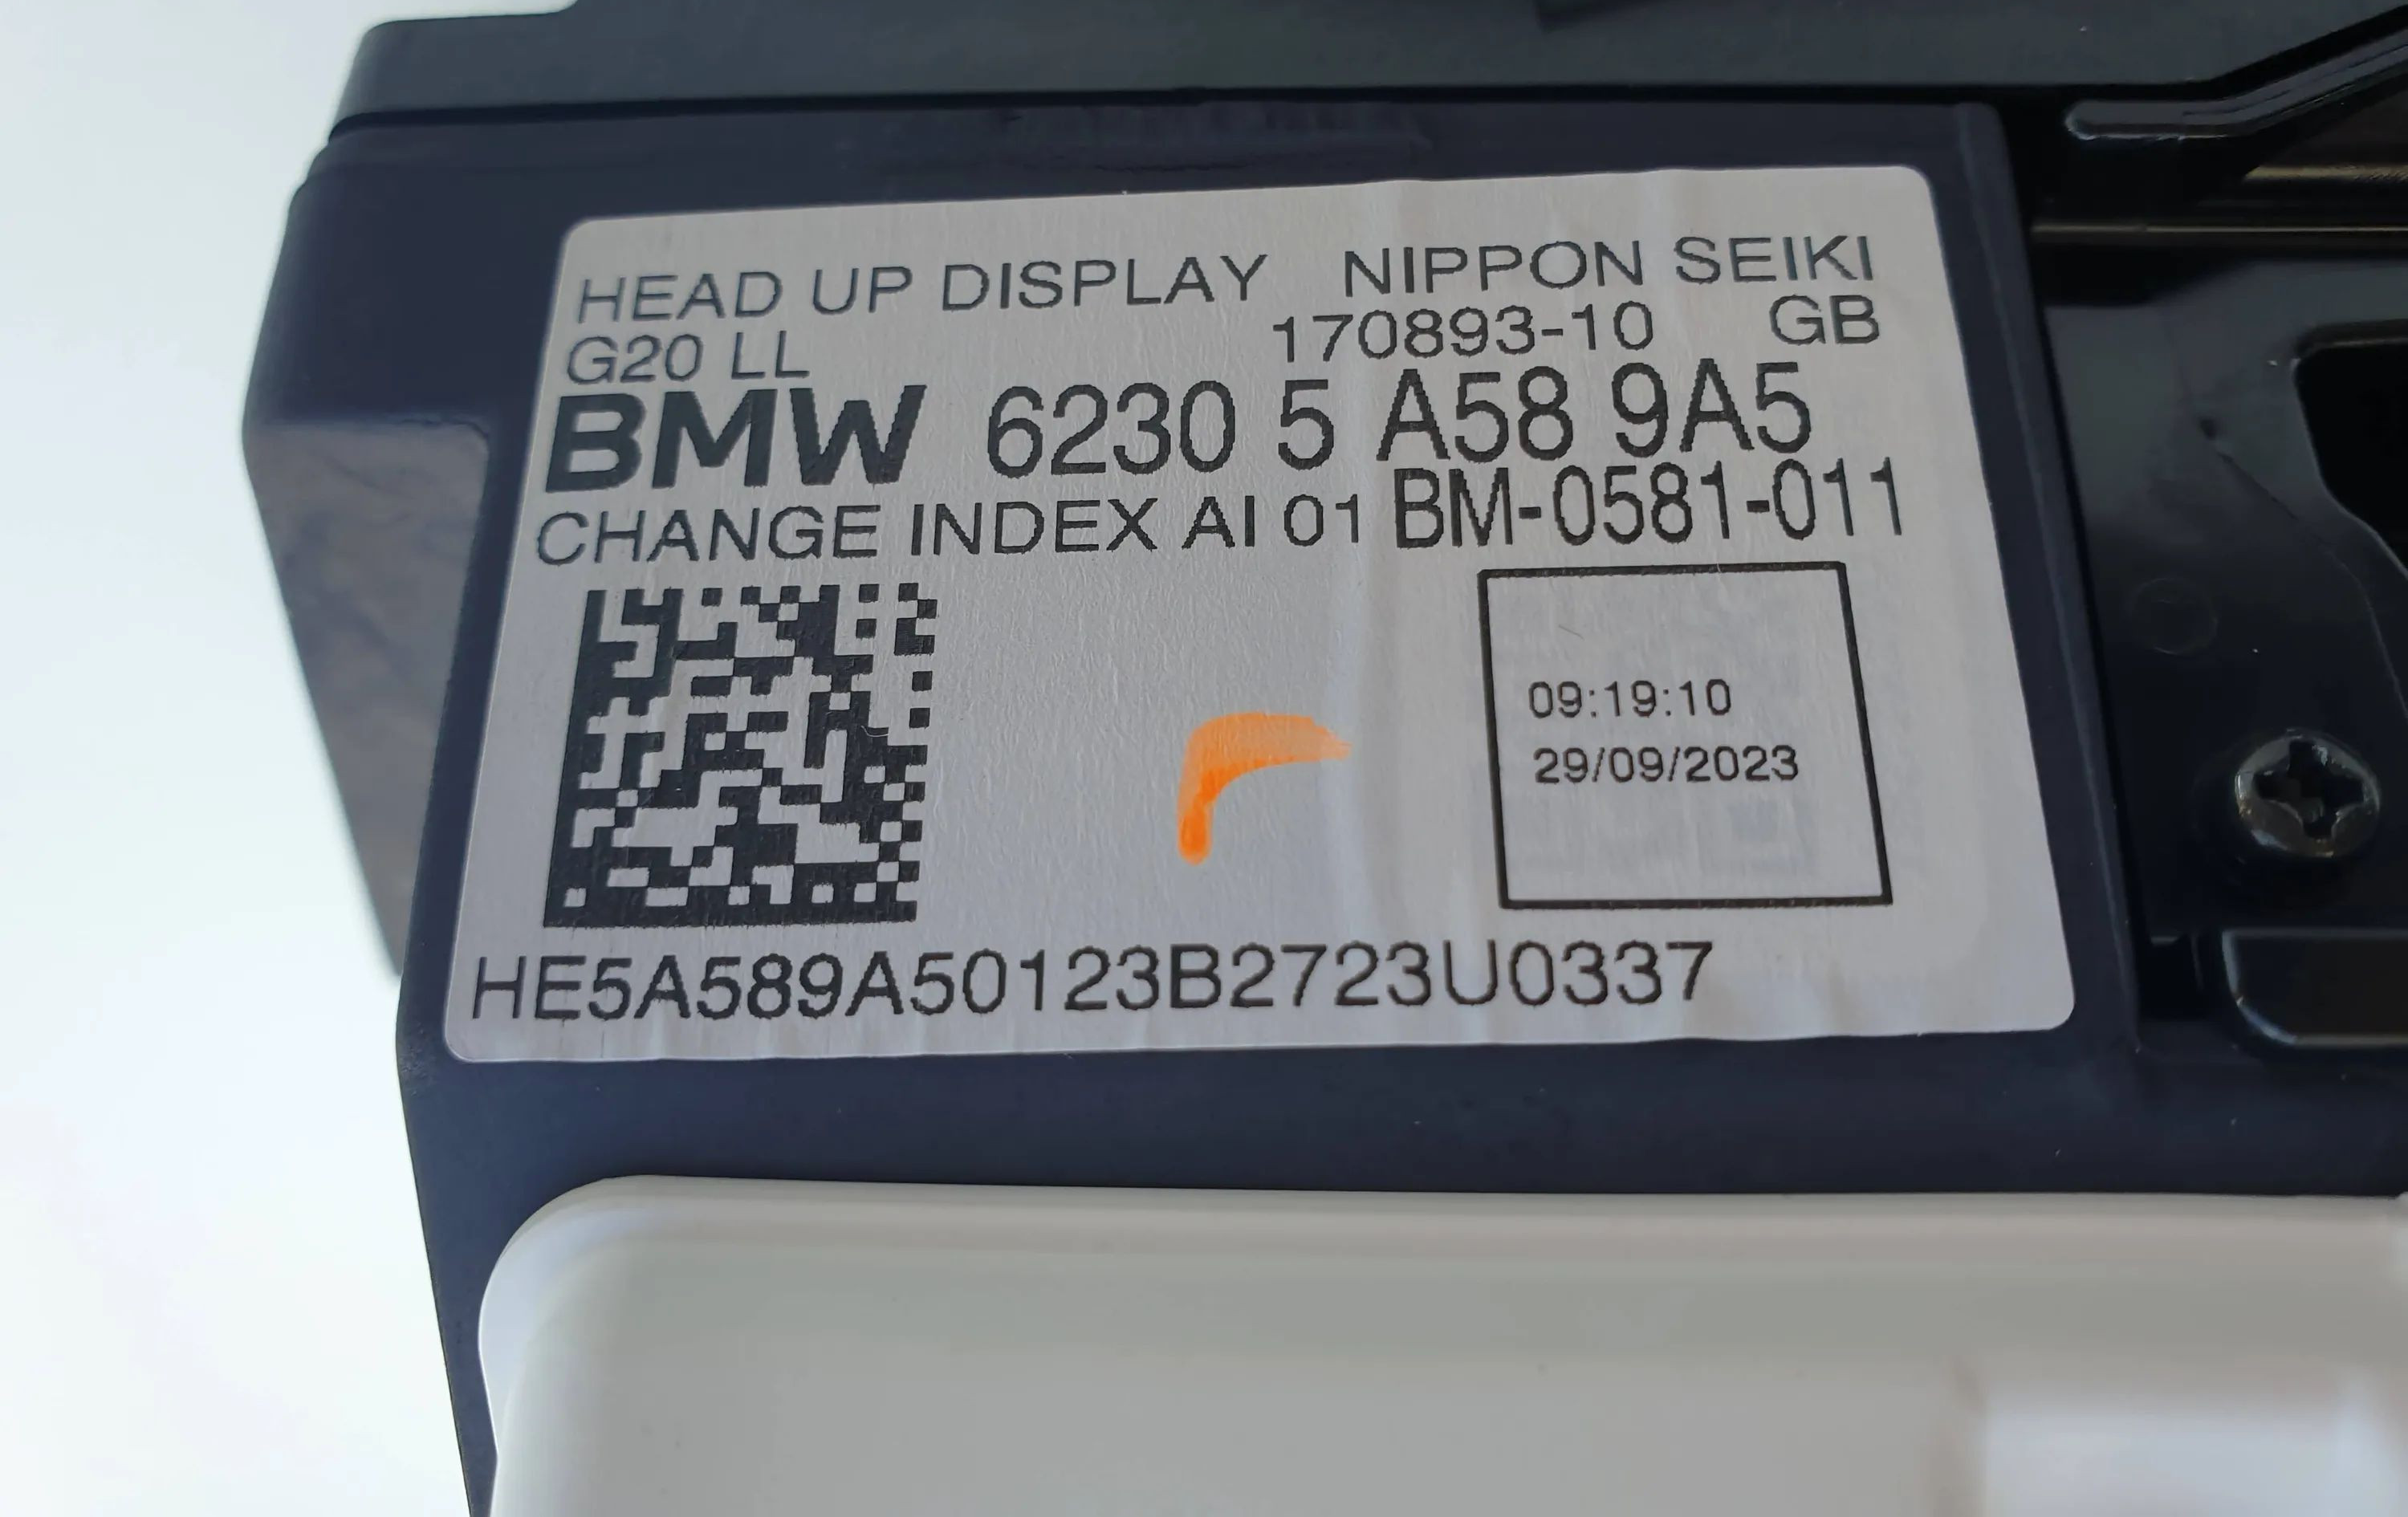 HEAD UP DISPLAY NIPPON SEIKI
G20 LL 170893-10 GB
BMW 6230 5 A58 9A5
CHANGE INDEX AI 01 BM-0581-011
09:19:10
29/09/2023
HE5A589A50123B2723U0337